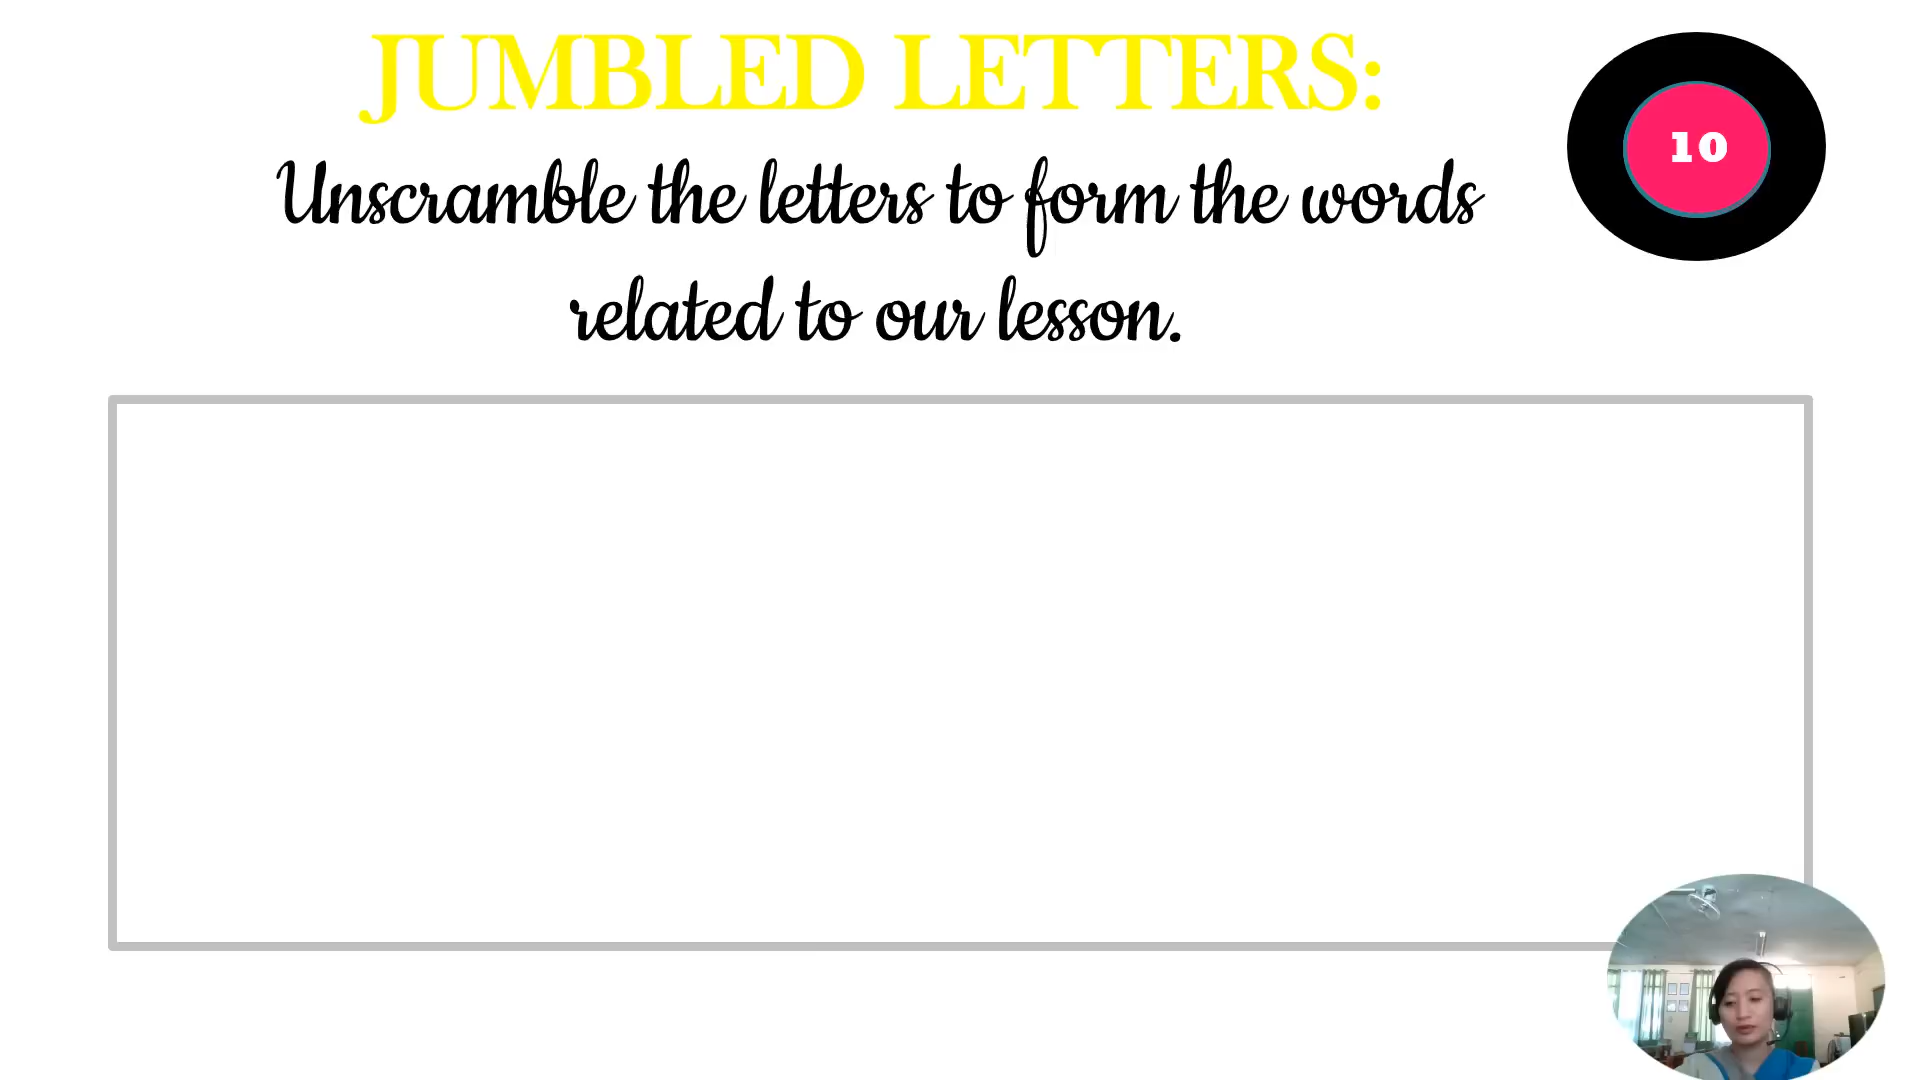 JUMBLED LETTERS:
10
Unscramble the letters to form the words
related to our lesson.